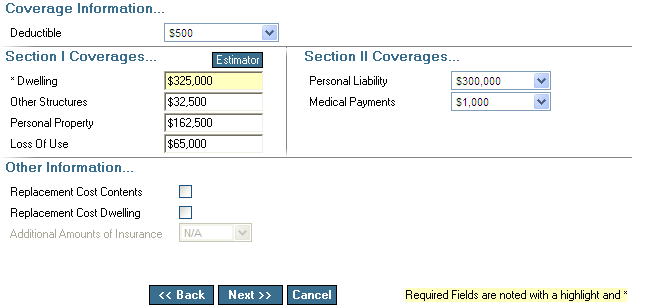 Coverage Information...
Deductible $500
Section I Coverages... Estimator
* Dwelling $325,000
Other Structures $32,500
Personal Property $162,500
Loss Of Use $65,000
Section II Coverages...
Personal Liability $300,000
Medical Payments $1,000
Other Information...
Replacement Cost Contents
Replacement Cost Dwelling
Additional Amounts of Insurance N/A
<< Back Next >> Cancel
Required Fields are noted with a highlight and *